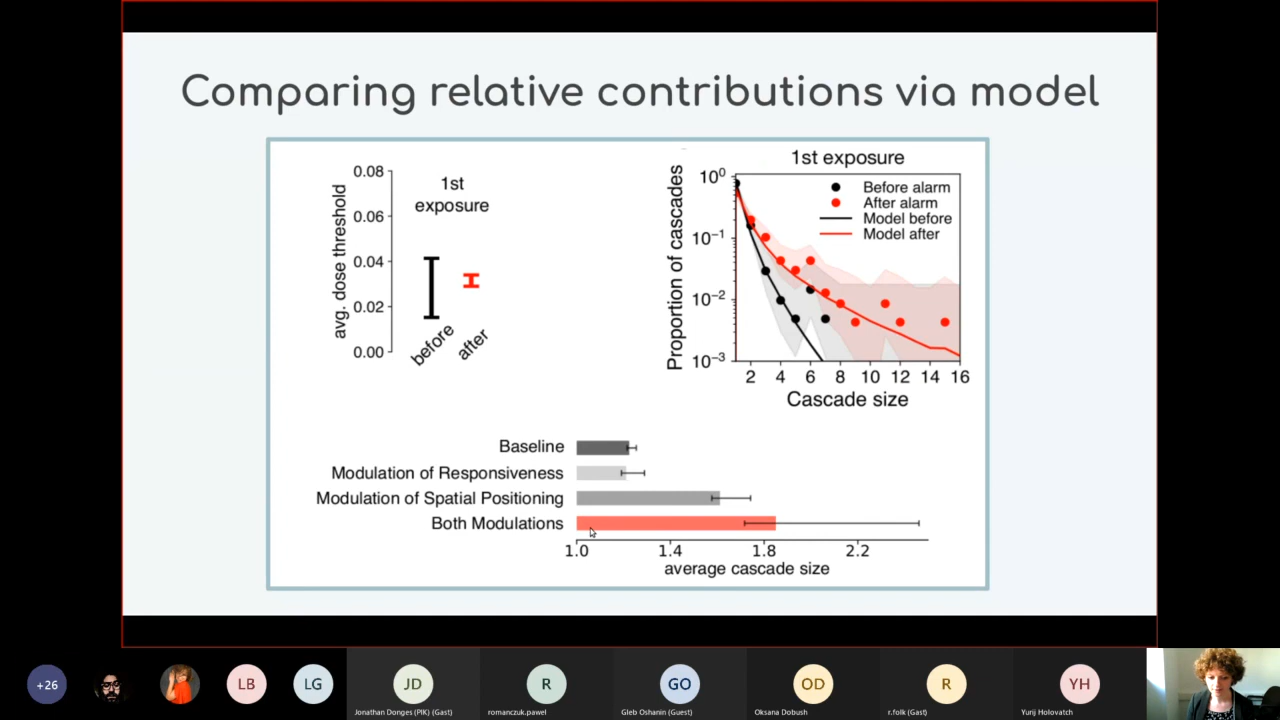 Comparing relative contributions via model
0.08
0.06
0.04
0.02
0.00
avg. dose threshold
1st
exposure
before
after
1st exposure
Proportion of cascades
10⁰
10⁻¹
10⁻²
10⁻³
Before alarm
After alarm
Model before
Model after
2 4 6 8 10 12 14 16
Cascade size
Baseline
Modulation of Responsiveness
Modulation of Spatial Positioning
Both Modulations
1.0 1.4 1.8 2.2
average cascade size
+26
LB
LG
JD
R
GO
OD
R
YH
Jonathan Donges (PIK) (Gast)
romanczuk.pawel
Gleb Oshanin (Guest)
Oksana Dobush
r.folk (Gast)
Yurij Holovatch